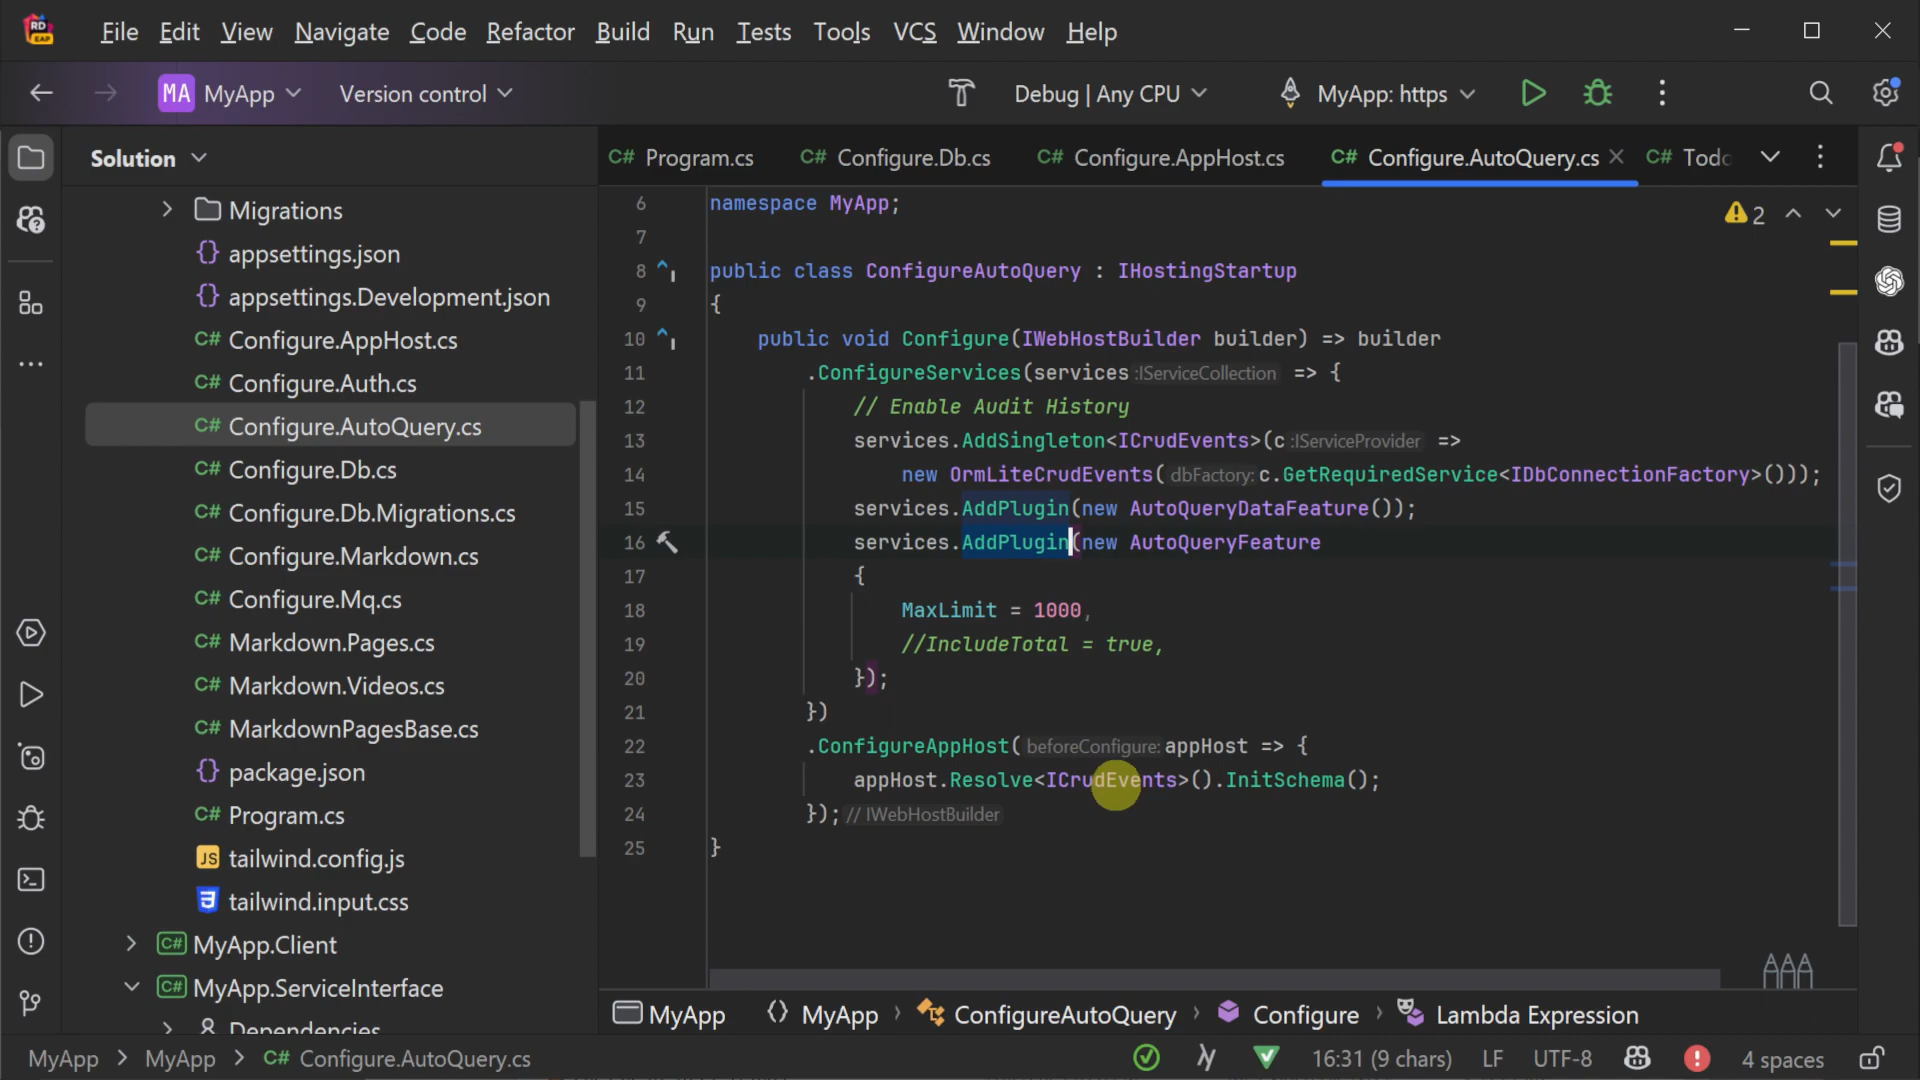 RD
EAP
File Edit View Navigate Code Refactor Build Run Tests Tools VCS Window Help
MA MyApp Version control Debug | Any CPU MyApp: https
Solution
Migrations
appsettings.json
appsettings.Development.json
C# Configure.AppHost.cs
C# Configure.Auth.cs
C# Configure.AutoQuery.cs
C# Configure.Db.cs
C# Configure.Db.Migrations.cs
C# Configure.Markdown.cs
C# Configure.Mq.cs
C# Markdown.Pages.cs
C# Markdown.Videos.cs
C# MarkdownPagesBase.cs
package.json
C# Program.cs
JS tailwind.config.js
tailwind.input.css
C# MyApp.Client
C# MyApp.ServiceInterface
Dependencies
C# Program.cs C# Configure.Db.cs C# Configure.AppHost.cs C# Configure.AutoQuery.cs C# Todo
2
6 namespace MyApp;
7
8 public class ConfigureAutoQuery : IHostingStartup
9 {
10 public void Configure(IWebHostBuilder builder) => builder
11 .ConfigureServices(services :IServiceCollection => {
12 // Enable Audit History
13 services.AddSingleton<ICrudEvents>(c :IServiceProvider =>
14 new OrmLiteCrudEvents( dbFactory: c.GetRequiredService<IDbConnectionFactory>()));
15 services.AddPlugin(new AutoQueryDataFeature());
16 services.AddPlugin(new AutoQueryFeature
17 {
18 MaxLimit = 1000,
19 //IncludeTotal = true,
20 });
21 })
22 .ConfigureAppHost( beforeConfigure: appHost => {
23 appHost.Resolve<ICrudEvents>().InitSchema();
24 }); // IWebHostBuilder
25 }
MyApp {} MyApp › ConfigureAutoQuery › Configure › Lambda Expression
MyApp > MyApp > C# Configure.AutoQuery.cs 16:31 (9 chars) LF UTF-8 4 spaces